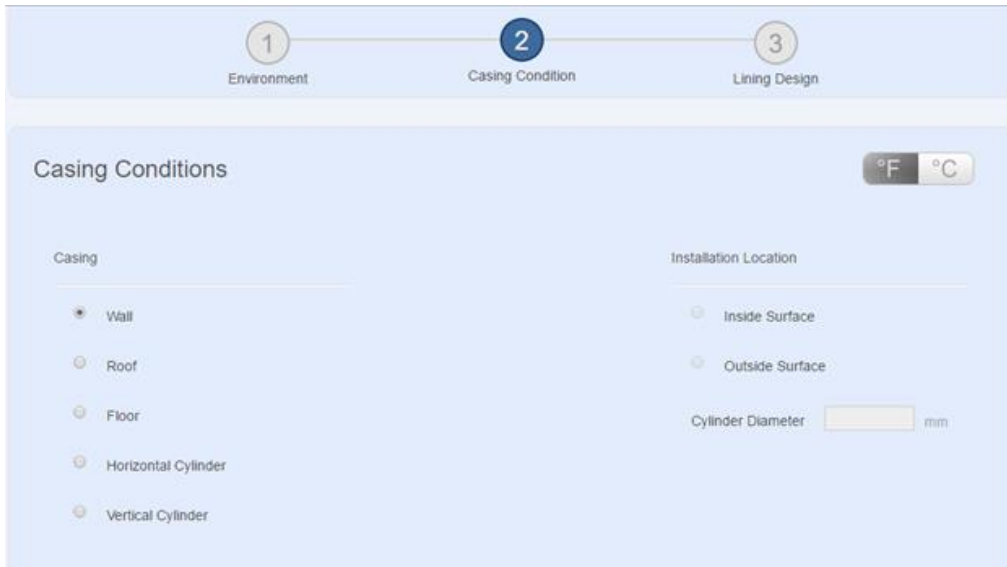 1
2
3
Environment
Casing Condition
Lining Design
Casing Conditions
°F °C
Casing
Wall
Roof
Floor
Horizontal Cylinder
Vertical Cylinder
Installation Location
Inside Surface
Outside Surface
Cylinder Diameter mm